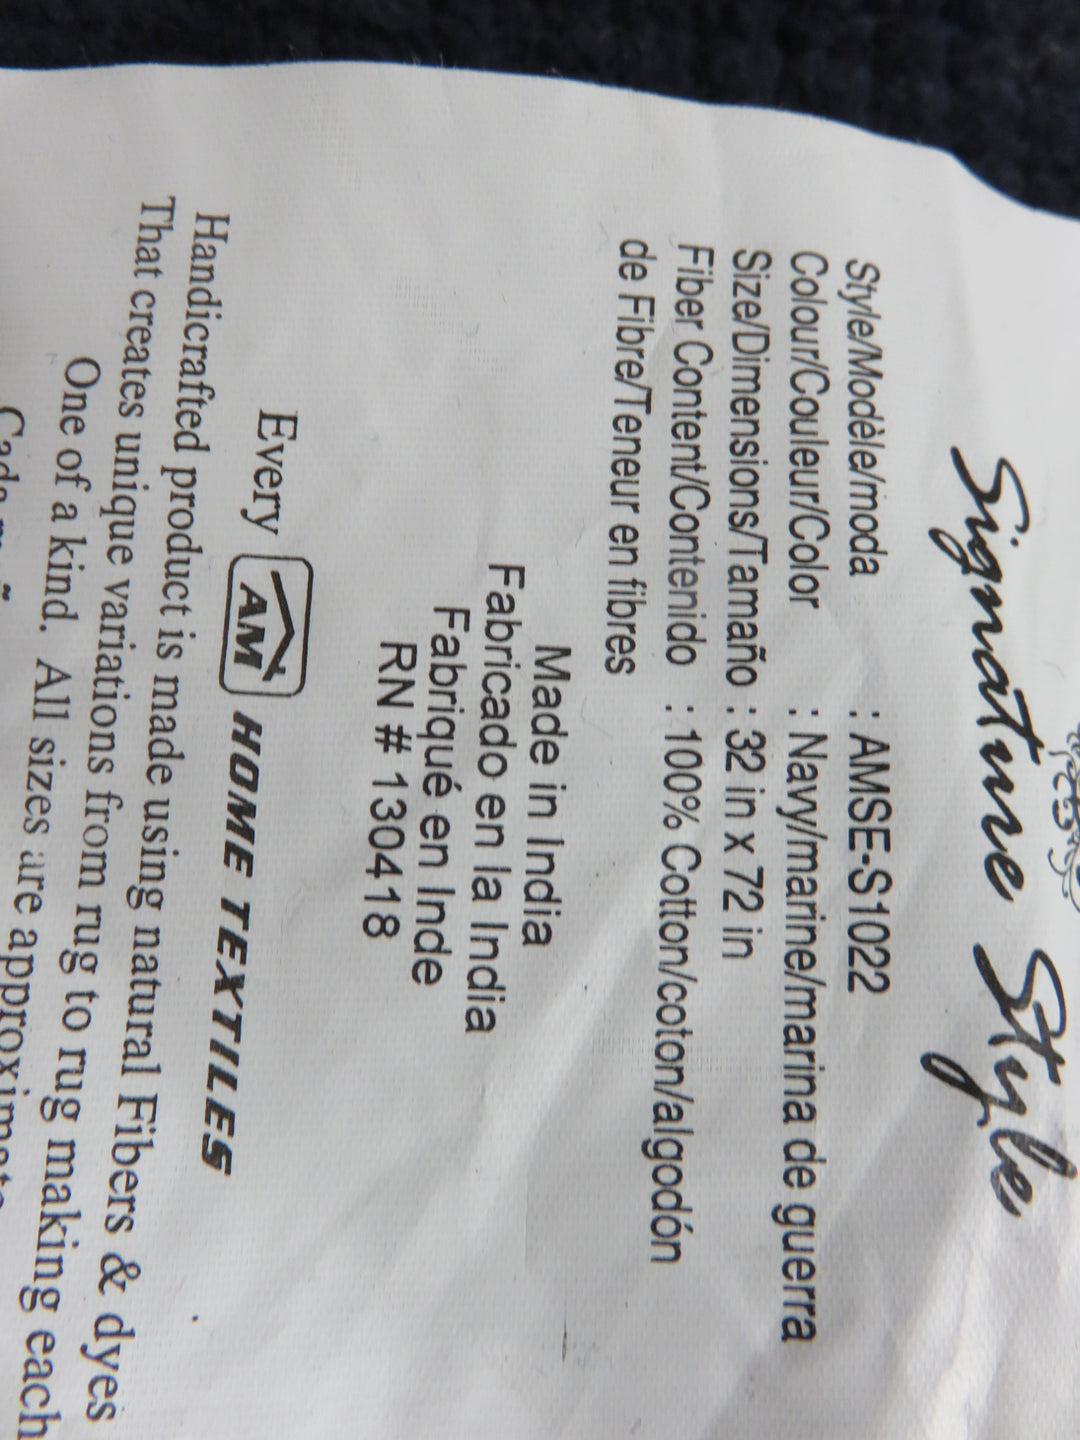 Signature Style
Style/Modèle/moda : AMSE-S1022
Colour/Couleur/Color : Navy/marine/marina de guerra
Size/Dimensions/Tamaño : 32 in x 72 in
Fiber Content/Contenido : 100% Cotton/coton/algodón
de Fibre/Teneur en fibres
Made in India
Fabricado en la India
Fabriqué en Inde
RN # 130418
Every AM HOME TEXTILES
Handicrafted product is made using natural Fibers & dyes
That creates unique variations from rug to rug making each
One of a kind. All sizes are approximate